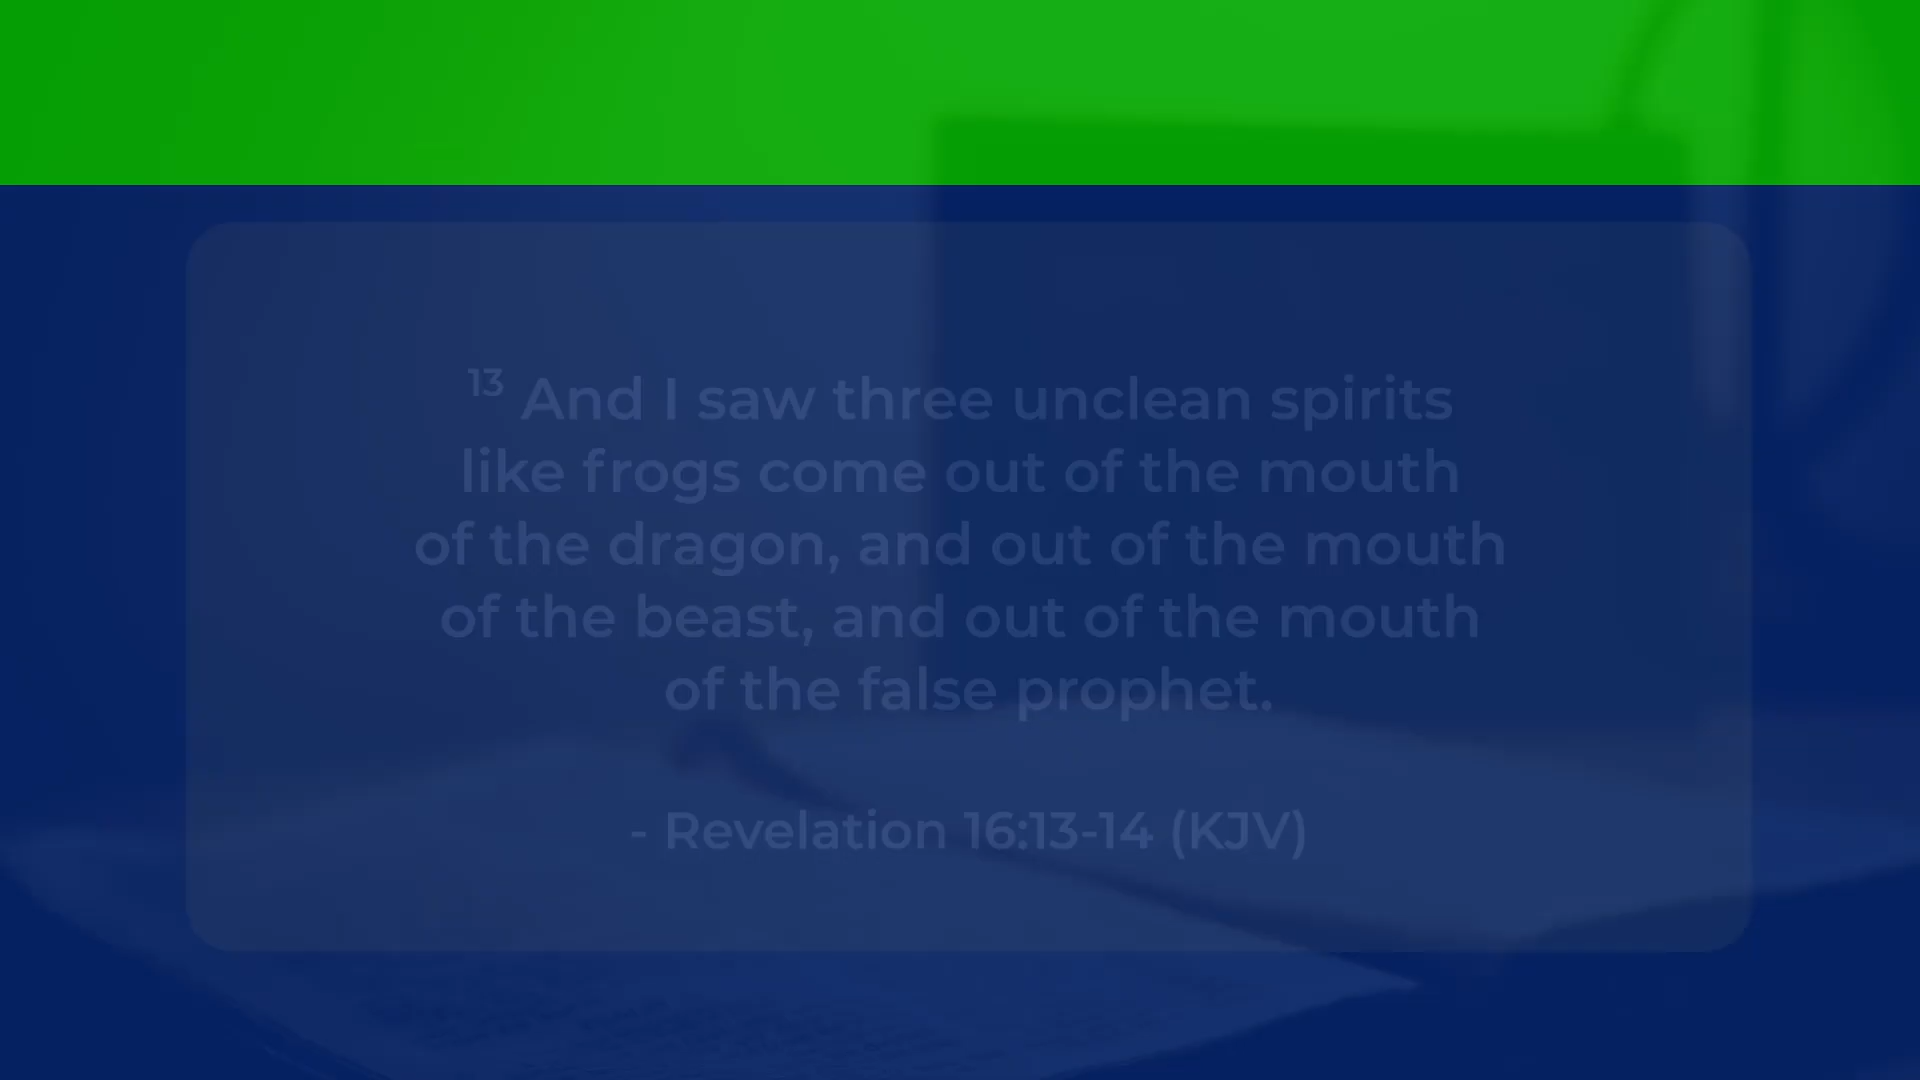 13 And I saw three unclean spirits
like frogs come out of the mouth
of the dragon, and out of the mouth
of the beast, and out of the mouth
of the false prophet.
- Revelation 16:13-14 (KJV)